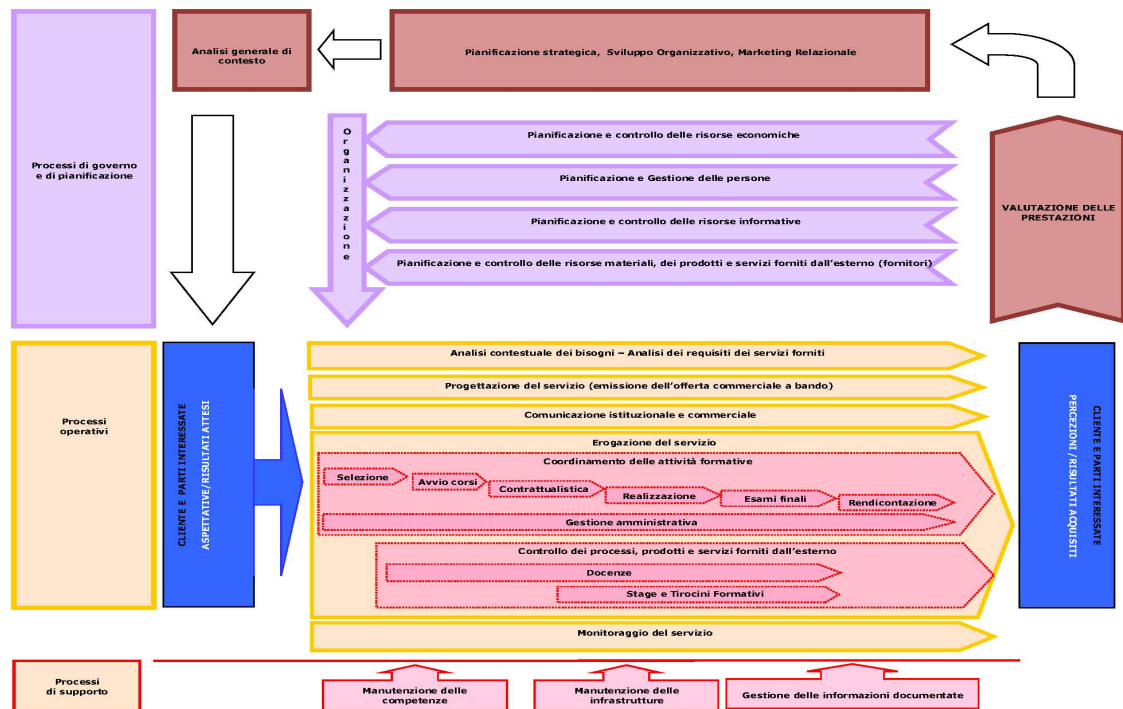 Analisi generale di
contesto
Pianificazione strategica, Sviluppo Organizzativo, Marketing Relazionale
Processi di governo
e di pianificazione
Organizzazione
Pianificazione e controllo delle risorse economiche
Pianificazione e Gestione delle persone
Pianificazione e controllo delle risorse informative
Pianificazione e controllo delle risorse materiali, dei prodotti e servizi forniti dall'esterno (fornitori)
VALUTAZIONE DELLE
PRESTAZIONI
Processi
operativi
CLIENTE E PARTI INTERESSATE
ASPETTATIVE/RISULTATI ATTESI
Analisi contestuale dei bisogni – Analisi dei requisiti dei servizi forniti
Progettazione del servizio (emissione dell'offerta commerciale a bando)
Comunicazione istituzionale e commerciale
Erogazione del servizio
Coordinamento delle attività formative
Selezione
Avvio corsi
Contrattualistica
Realizzazione
Esami finali
Rendicontazione
Gestione amministrativa
Controllo dei processi, prodotti e servizi forniti dall'esterno
Docenze
Stage e Tirocini Formativi
Monitoraggio del servizio
CLIENTE E PARTI INTERESSATE
PERCEZIONI/RISULTATI ACQUISITI
Processi
di supporto
Manutenzione delle
competenze
Manutenzione delle
infrastrutture
Gestione delle informazioni documentate